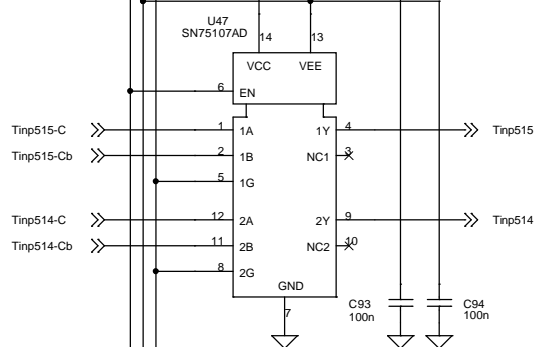 U47
SN75107AD
14
13
VCC
VEE
6
EN
Tinp515-C
1
1A
1Y
4
Tinp515
Tinp515-Cb
2
1B
NC1
3
5
1G
Tinp514-C
12
2A
2Y
9
Tinp514
Tinp514-Cb
11
2B
NC2
10
8
2G
GND
7
C93
100n
C94
100n